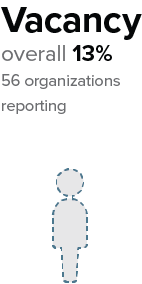 Vacancy
overall 13%
56 organizations
reporting